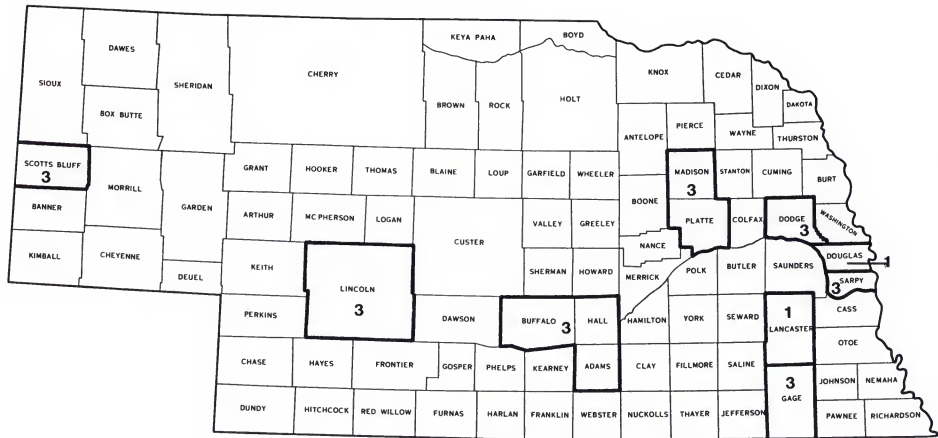 KEYA PAHA
BOYD
DAWES
SIOUX
SHERIDAN
CHERRY
KNOX
CEDAR
DIXON
DAKOTA
BOX BUTTE
BROWN
ROCK
HOLT
ANTELOPE
PIERCE
WAYNE
THURSTON
SCOTTS BLUFF
3
MORRILL
GARDEN
GRANT
HOOKER
THOMAS
BLAINE
LOUP
GARFIELD
WHEELER
BOONE
MADISON
3
STANTON
CUMING
BURT
BANNER
ARTHUR
MC PHERSON
LOGAN
CUSTER
VALLEY
GREELEY
NANCE
PLATTE
COLFAX
DODGE
3
WASHINGTON
KIMBALL
CHEYENNE
DEUEL
KEITH
LINCOLN
3
SHERMAN
HOWARD
MERRICK
POLK
BUTLER
SAUNDERS
DOUGLAS
1
SARPY
3
CASS
PERKINS
DAWSON
BUFFALO 3
HALL
HAMILTON
YORK
SEWARD
1
LANCASTER
OTOE
CHASE
HAYES
FRONTIER
GOSPER
PHELPS
KEARNEY
ADAMS
CLAY
FILLMORE
SALINE
3
GAGE
JOHNSON
NEMAHA
DUNDY
HITCHCOCK
RED WILLOW
FURNAS
HARLAN
FRANKLIN
WEBSTER
NUCKOLLS
THAYER
JEFFERSON
PAWNEE
RICHARDSON